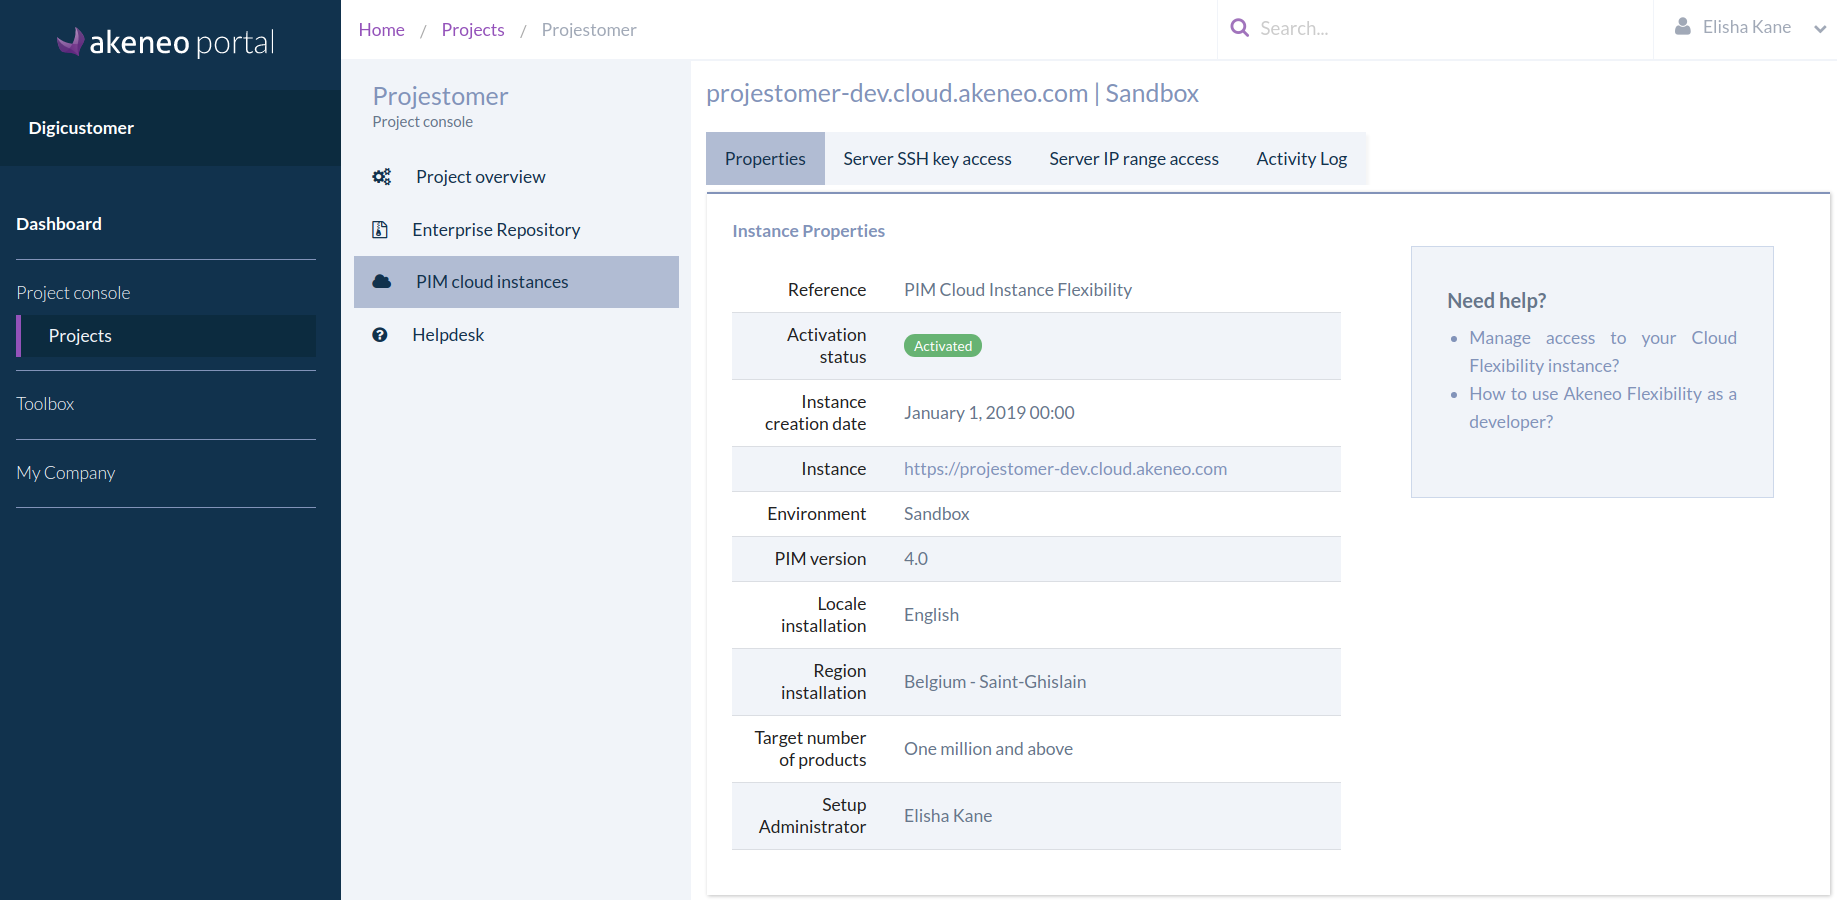 akeneo portal
Digicustomer
Dashboard
Project console
Projects
Toolbox
My Company
Home / Projects / Projestomer
Search...
Elisha Kane
Projestomer
Project console
Project overview
Enterprise Repository
PIM cloud instances
Helpdesk
projestomer-dev.cloud.akeneo.com | Sandbox
Properties Server SSH key access Server IP range access Activity Log
Instance Properties
Reference PIM Cloud Instance Flexibility
Activation
status
Activated
Instance
creation date
January 1, 2019 00:00
Instance https://projestomer-dev.cloud.akeneo.com
Environment Sandbox
PIM version 4.0
Locale
installation
English
Region
installation
Belgium - Saint-Ghislain
Target number
of products
One million and above
Setup
Administrator
Elisha Kane
Need help?
Manage access to your Cloud
Flexibility instance?
How to use Akeneo Flexibility as a
developer?